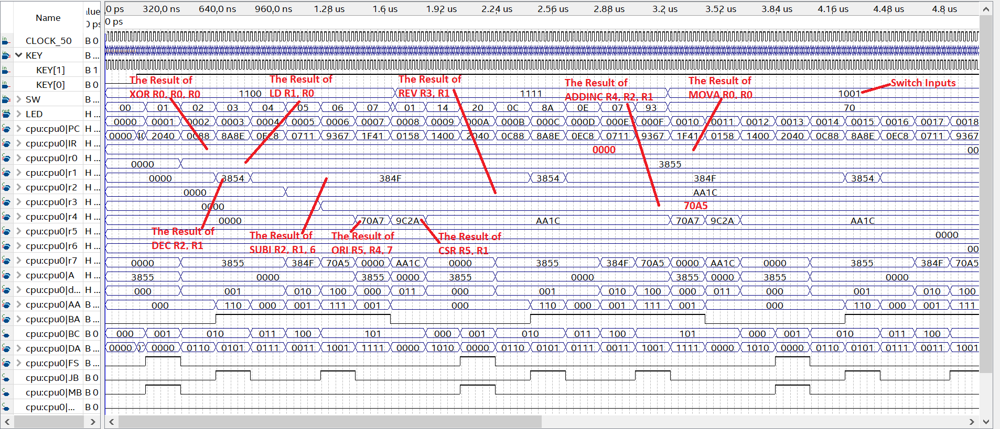 Name
Value
0 ps
0 ps 320,0 ns 640,0 ns 960,0 ns 1.28 us 1.6 us 1.92 us 2.24 us 2.56 us 2.88 us 3.2 us 3.52 us 3.84 us 4.16 us 4.48 us 4.8 us
0 ps
CLOCK_50 B 0
KEY B ...
KEY[1] B 1
KEY[0] B 0
The Result of
XOR R0, R0, R0
The Result of
LD R1, R0
The Result of
REV R3, R1
The Result of
ADDINC R4, R2, R1
The Result of
MOVA R0, R0
Switch Inputs
SW B ... 1100 1111 1001
LED H ... 00 01 02 03 04 05 06 07 01 14 20 0C 8A 0E 07 93 70
cpu:cpu0|PC H ... 0000 0001 0002 0003 0004 0005 0006 0007 0008 0009 000A 000B 000C 000D 000E 000F 0010 0011 0012 0013 0014 0015 0016 0017 0018
cpu:cpu0|IR H ... 0000 2040 0C88 8A8E 0EC8 0711 9367 1F41 0158 1400 2040 0C88 8A8E 0EC8 0711 9367 1F41 0158 1400 2040 0C88 8A8E 0EC8 0711 9367
cpu:cpu0|r0 H ... 0000 00
cpu:cpu0|r1 H ... 0000 3855
cpu:cpu0|r2 H ... 0000 3854 384F 3854 384F 3854
cpu:cpu0|r3 H ... 0000 AA1C
cpu:cpu0|r4 H ... 0000 70A5
cpu:cpu0|r5 H ... 0000 70A7 9C2A AA1C 70A7 9C2A AA1C
cpu:cpu0|r6 H ... 0000
cpu:cpu0|r7 H ... 00
The Result of
DEC R2, R1
The Result of
SUBI R2, R1, 6
The Result of
ORI R5, R4, 7
The Result of
CSR R5, R1
cpu:cpu0|A H ... 0000 3855 384F 70A5 0000 AA1C 0000 3855 384F 70A5 0000 AA1C 0000 3855 384F 70A5
cpu:cpu0|d... H ... 3855 0000 3855 0000 3855 0000 3855 0000 3855 0000
cpu:cpu0|AA B ... 000 001 010 100 000 011 000 001 010 100 000 011 000 001 010 100
cpu:cpu0|BA B ... 000 110 000 001 111 001 000 110 000 001 111 001 000 110 000 001 111
cpu:cpu0|BC B 0
cpu:cpu0|DA B ... 000 001 010 011 100 101 000 001 010 011 100 101 000 001 010 011 100
cpu:cpu0|FS B ... 0000 0000 0110 0101 0111 0011 1001 1111 0000 1010 0000 0110 0101 0111 0011 1001 1111 0000 1010 0000 0110 0101 0111 0011 1001
cpu:cpu0|JB B 0
cpu:cpu0|MB B 0
cpu:cpu0|... B 0